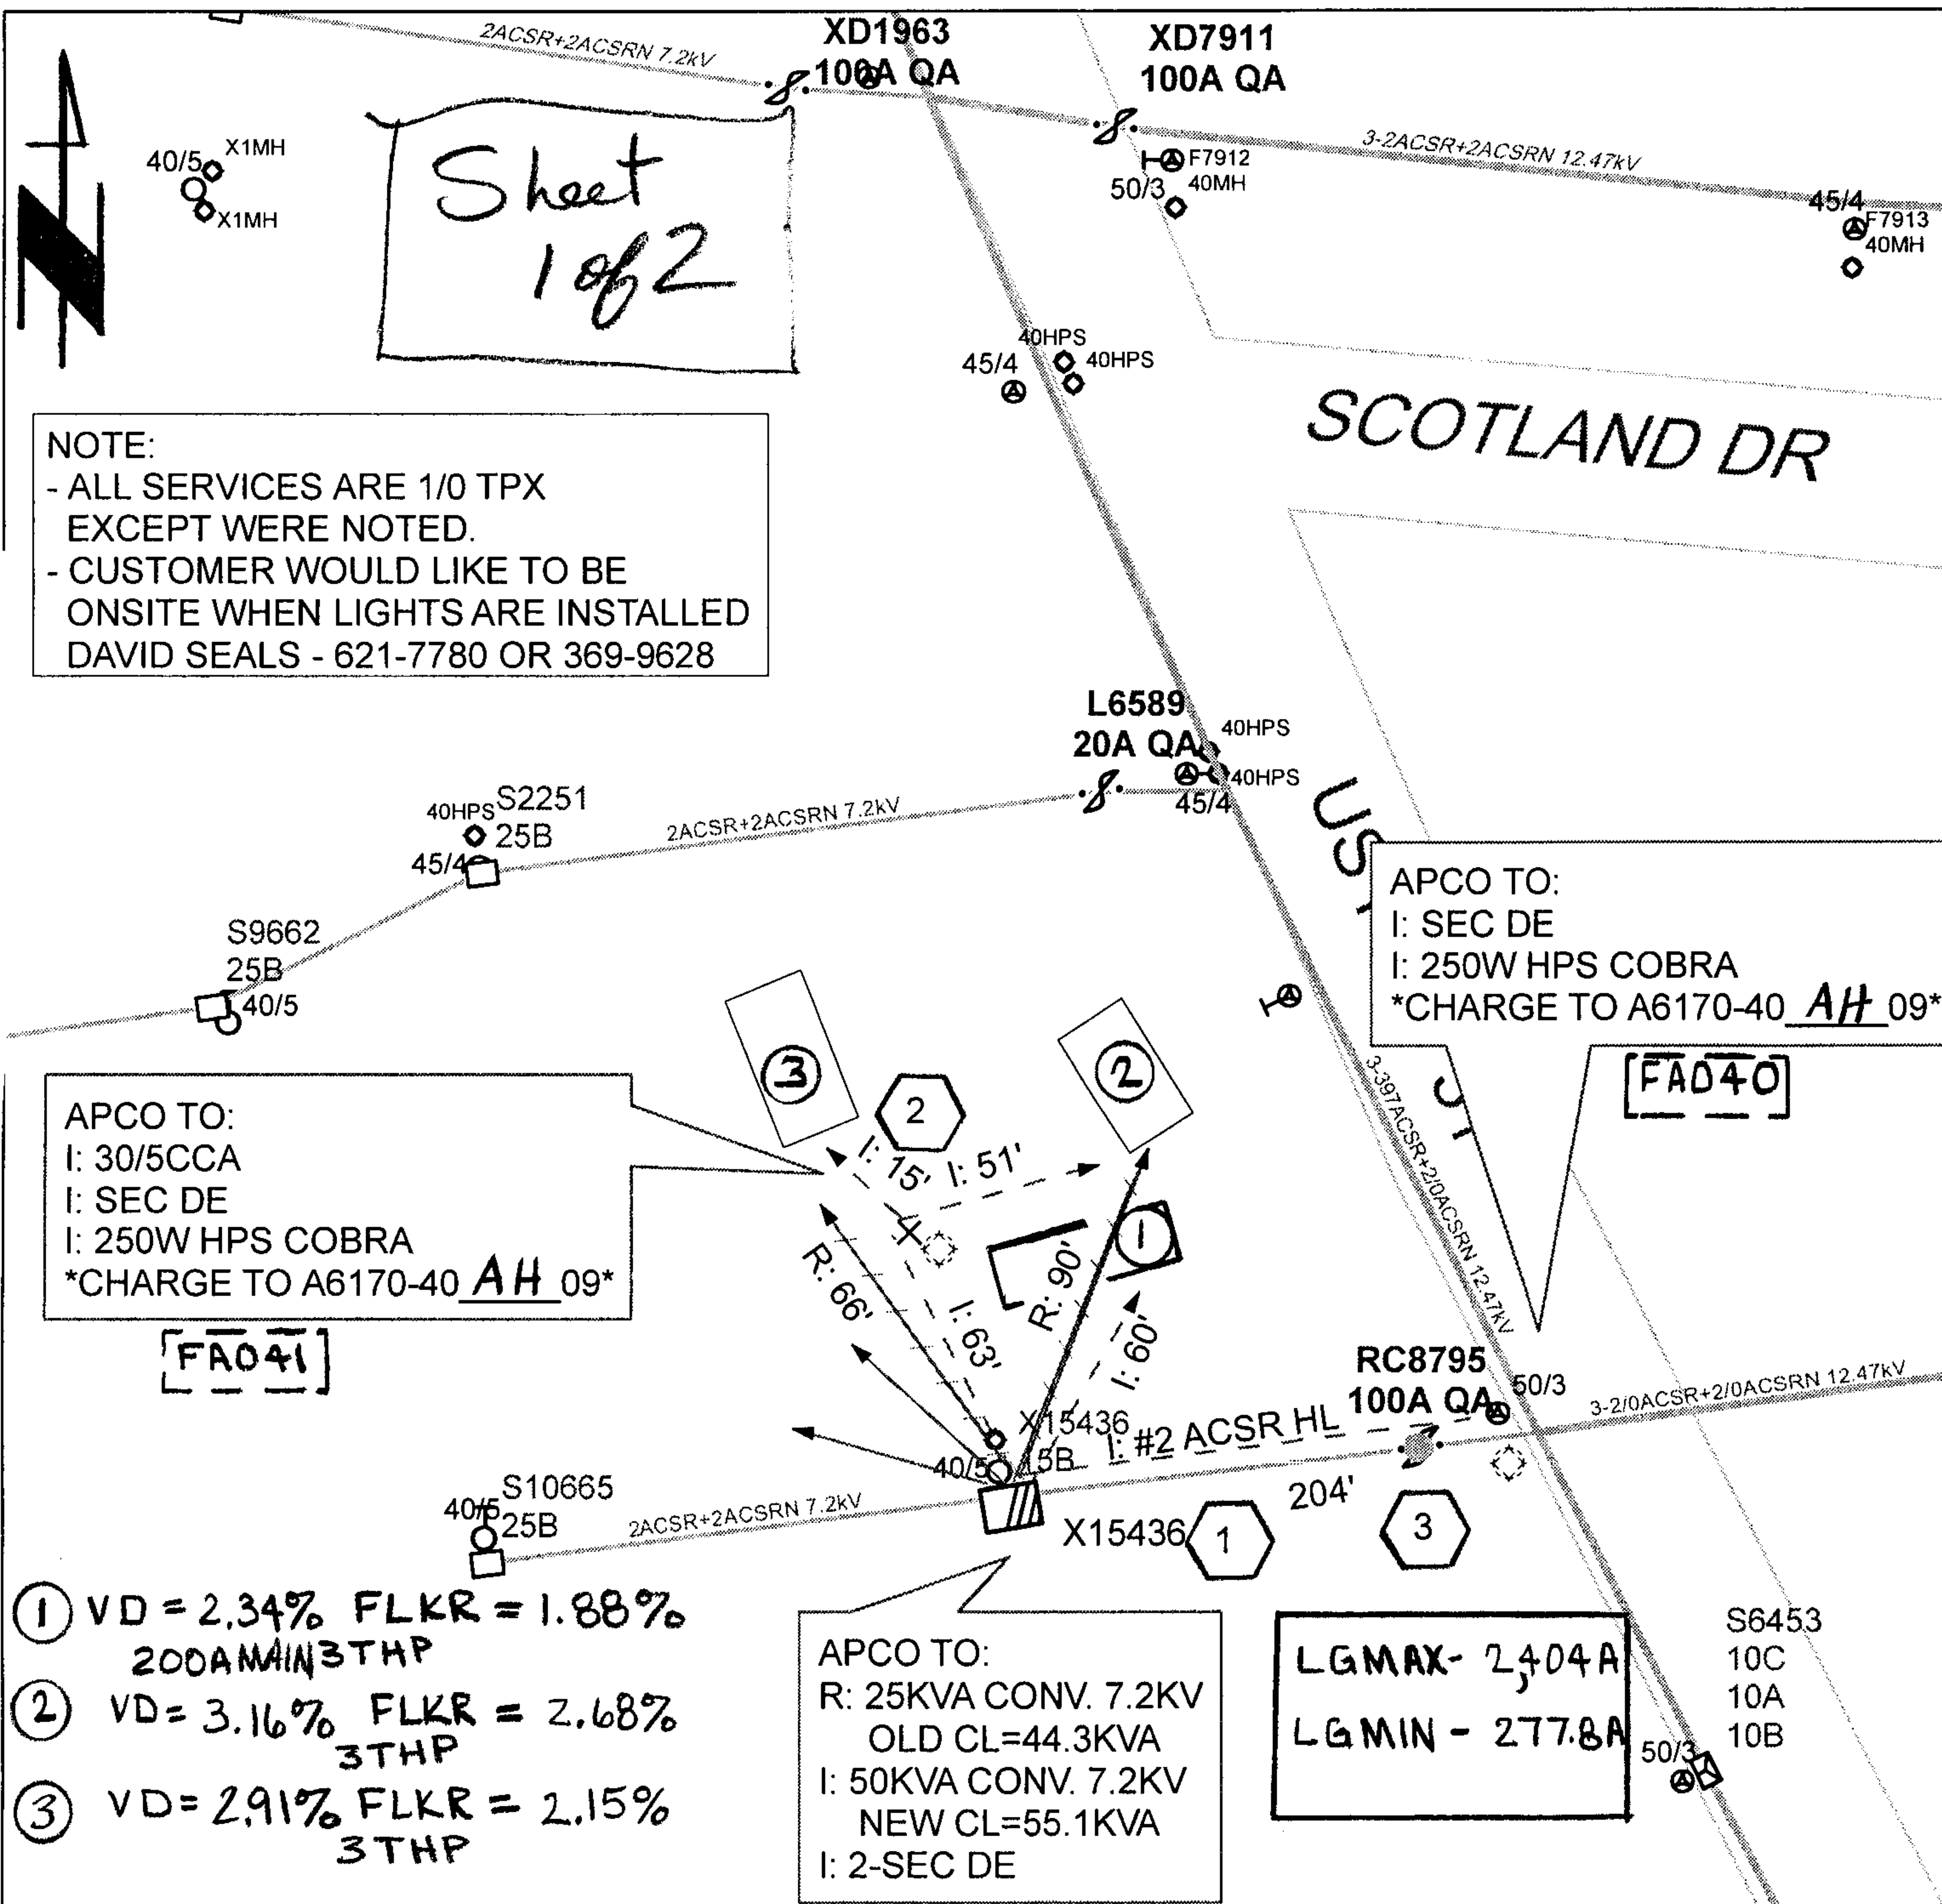 2ACSR+2ACSRN 7.2kV
XD1963
100A QA
XD7911
100A QA
3-2ACSR+2ACSRN 12.47kV
N
40/5
X1MH
X1MH
Sheet
1 of 2
F7912
50/3
40MH
45/4
F7913
40MH
40HPS
45/4
40HPS
SCOTLAND DR
NOTE:
- ALL SERVICES ARE 1/0 TPX
EXCEPT WERE NOTED.
- CUSTOMER WOULD LIKE TO BE
ONSITE WHEN LIGHTS ARE INSTALLED
DAVID SEALS - 621-7780 OR 369-9628
L6589
20A QA
40HPS
40HPS
45/4
40HPS
S2251
25B
45/4
2ACSR+2ACSRN 7.2kV
US
S9662
25B
40/5
APCO TO:
I: SEC DE
I: 250W HPS COBRA
*CHARGE TO A6170-40 AH 09*
[FA040]
3-397ACSR+2/0ACSRN 12.47kV
APCO TO:
I: 30/5CCA
I: SEC DE
I: 250W HPS COBRA
*CHARGE TO A6170-40 AH 09*
[FA041]
3
2
2
I: 15'
I: 51'
1
R: 66'
I: 63'
R: 90'
I: 60'
X15436
15B
40/5
I: #2 ACSR HL
RC8795
100A QA
50/3
3-2/0ACSR+2/0ACSRN 12.47kV
204'
S10665
40/5
25B
2ACSR+2ACSRN 7.2kV
X15436
1
3
1 VD = 2.34% FLKR = 1.88%
200A MAIN 3THP
2 VD = 3.16% FLKR = 2.68%
3THP
3 VD = 2.91% FLKR = 2.15%
3THP
APCO TO:
R: 25KVA CONV. 7.2KV
OLD CL=44.3KVA
I: 50KVA CONV. 7.2KV
NEW CL=55.1KVA
I: 2-SEC DE
LGMAX- 2,404A
LGMIN - 277.8A
S6453
10C
10A
10B
50/3